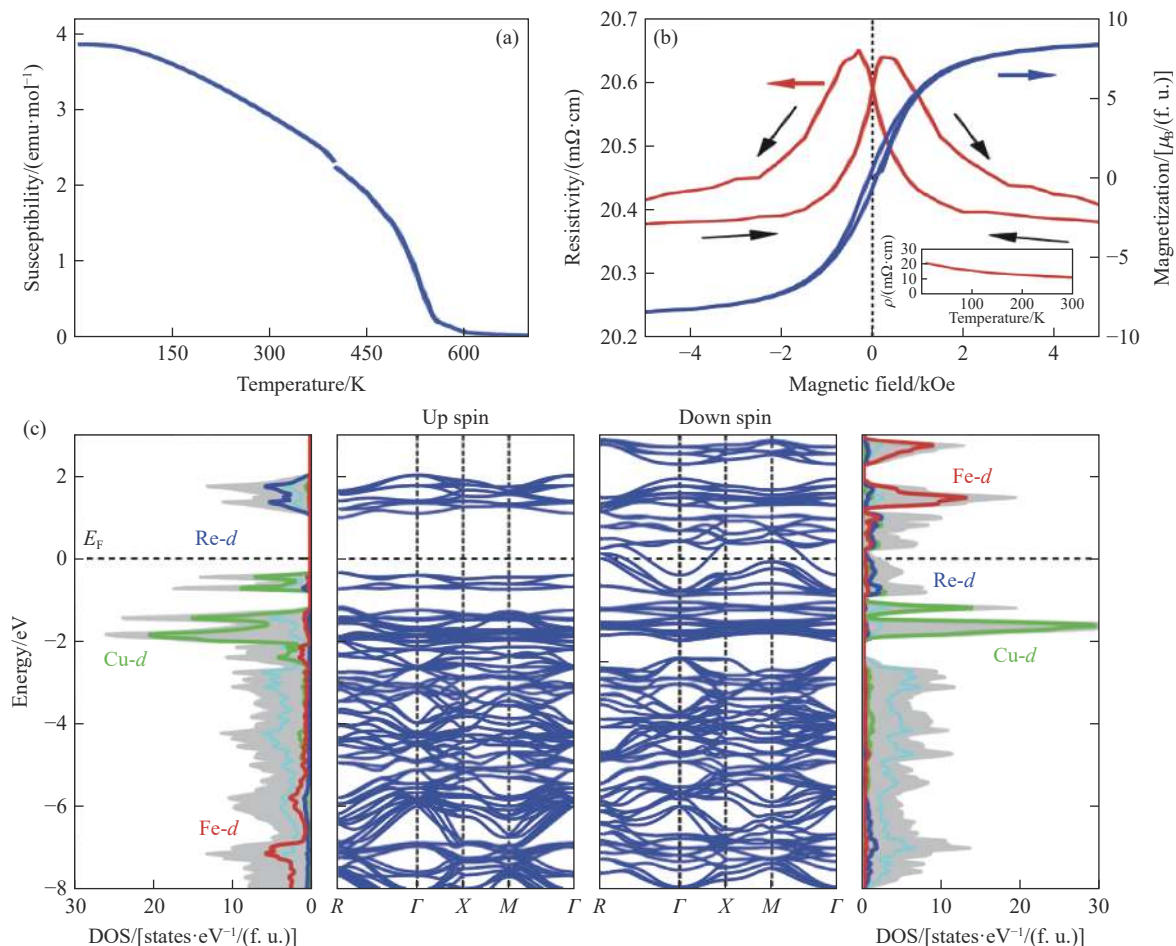 (a)
4
3
2
1
0
150
300
450
600
Susceptibility/(emu·mol⁻¹)
Temperature/K
(b)
20.7
20.6
20.5
20.4
20.3
20.2
Resistivity/(mΩ·cm)
10
5
0
−5
−10
Magnetization/[μB/(f. u.)]
30
20
10
0
ρ/(mΩ·cm)
100
200
300
Temperature/K
−4
−2
0
2
4
Magnetic field/kOe
(c)
Up spin
Down spin
2
0
−2
−4
−6
−8
Energy/eV
EF
Re-d
Cu-d
Fe-d
30
20
10
0
DOS/[states·eV⁻¹/(f. u.)]
R
Γ
X
M
Γ
R
Γ
X
M
Γ
Fe-d
Re-d
Cu-d
0
10
20
30
DOS/[states·eV⁻¹/(f. u.)]